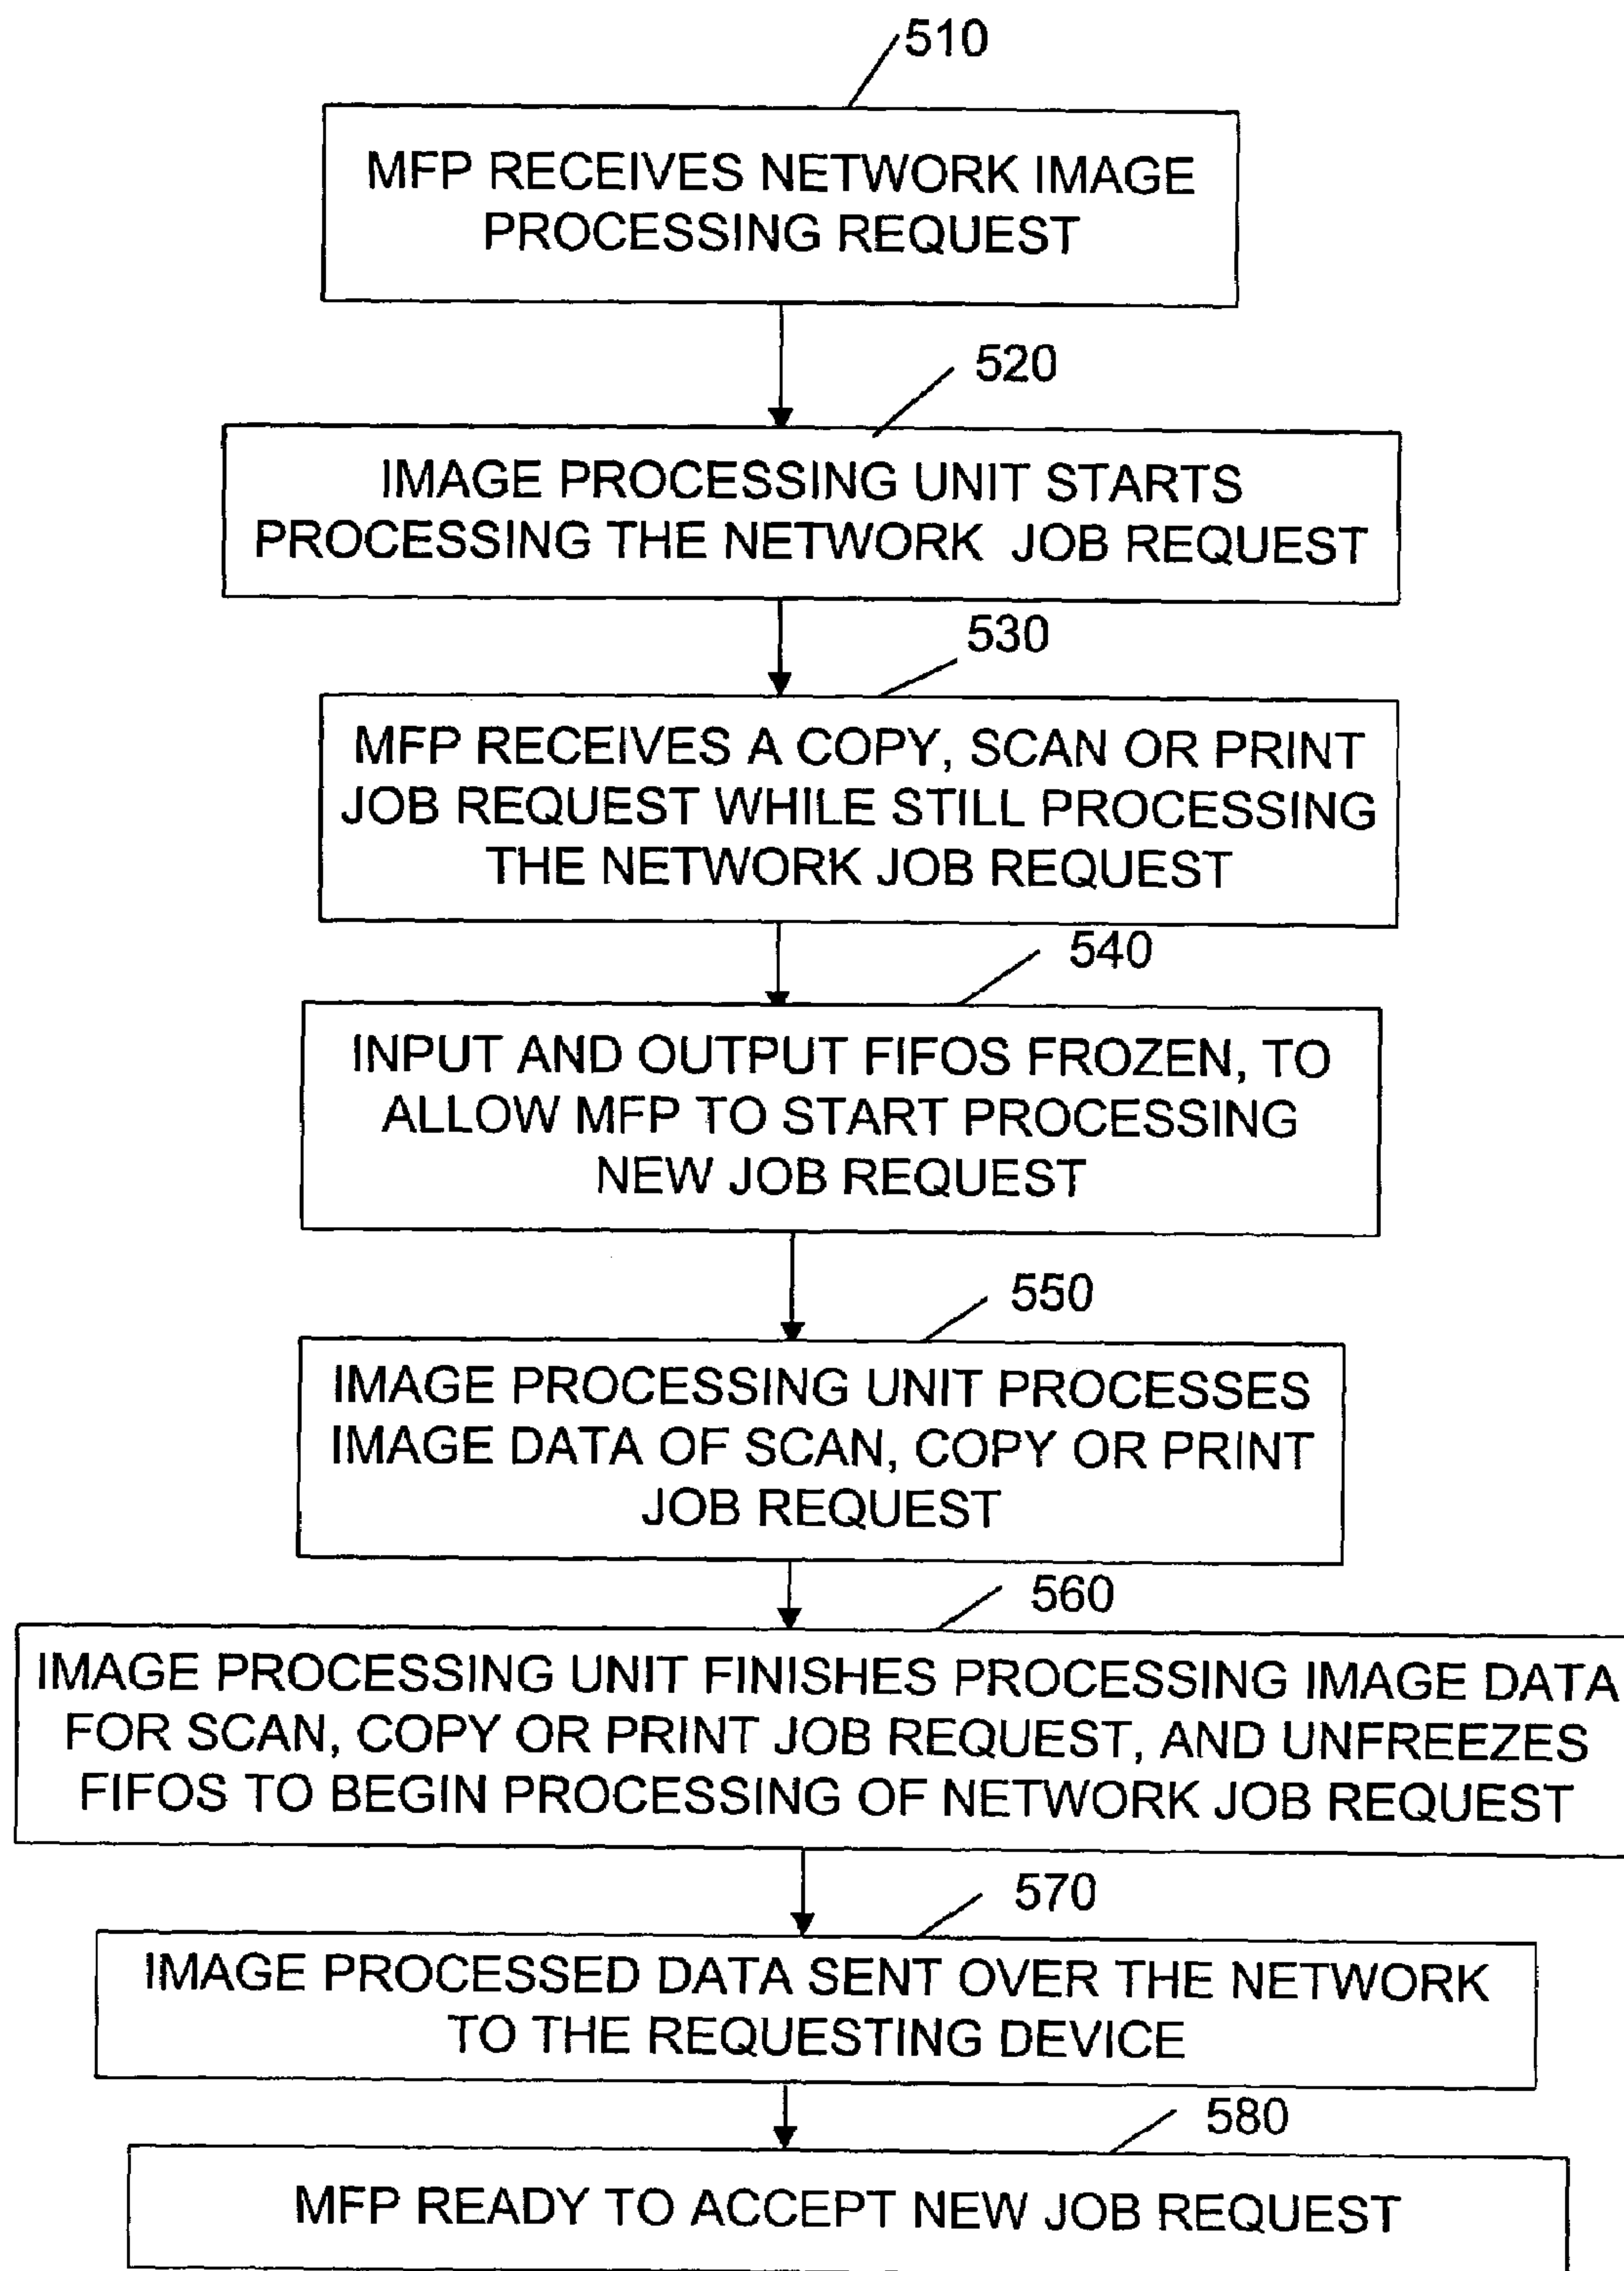 510
MFP RECEIVES NETWORK IMAGE
PROCESSING REQUEST
520
IMAGE PROCESSING UNIT STARTS
PROCESSING THE NETWORK JOB REQUEST
530
MFP RECEIVES A COPY, SCAN OR PRINT
JOB REQUEST WHILE STILL PROCESSING
THE NETWORK JOB REQUEST
540
INPUT AND OUTPUT FIFOS FROZEN, TO
ALLOW MFP TO START PROCESSING
NEW JOB REQUEST
550
IMAGE PROCESSING UNIT PROCESSES
IMAGE DATA OF SCAN, COPY OR PRINT
JOB REQUEST
560
IMAGE PROCESSING UNIT FINISHES PROCESSING IMAGE DATA
FOR SCAN, COPY OR PRINT JOB REQUEST, AND UNFREEZES
FIFOS TO BEGIN PROCESSING OF NETWORK JOB REQUEST
570
IMAGE PROCESSED DATA SENT OVER THE NETWORK
TO THE REQUESTING DEVICE
580
MFP READY TO ACCEPT NEW JOB REQUEST